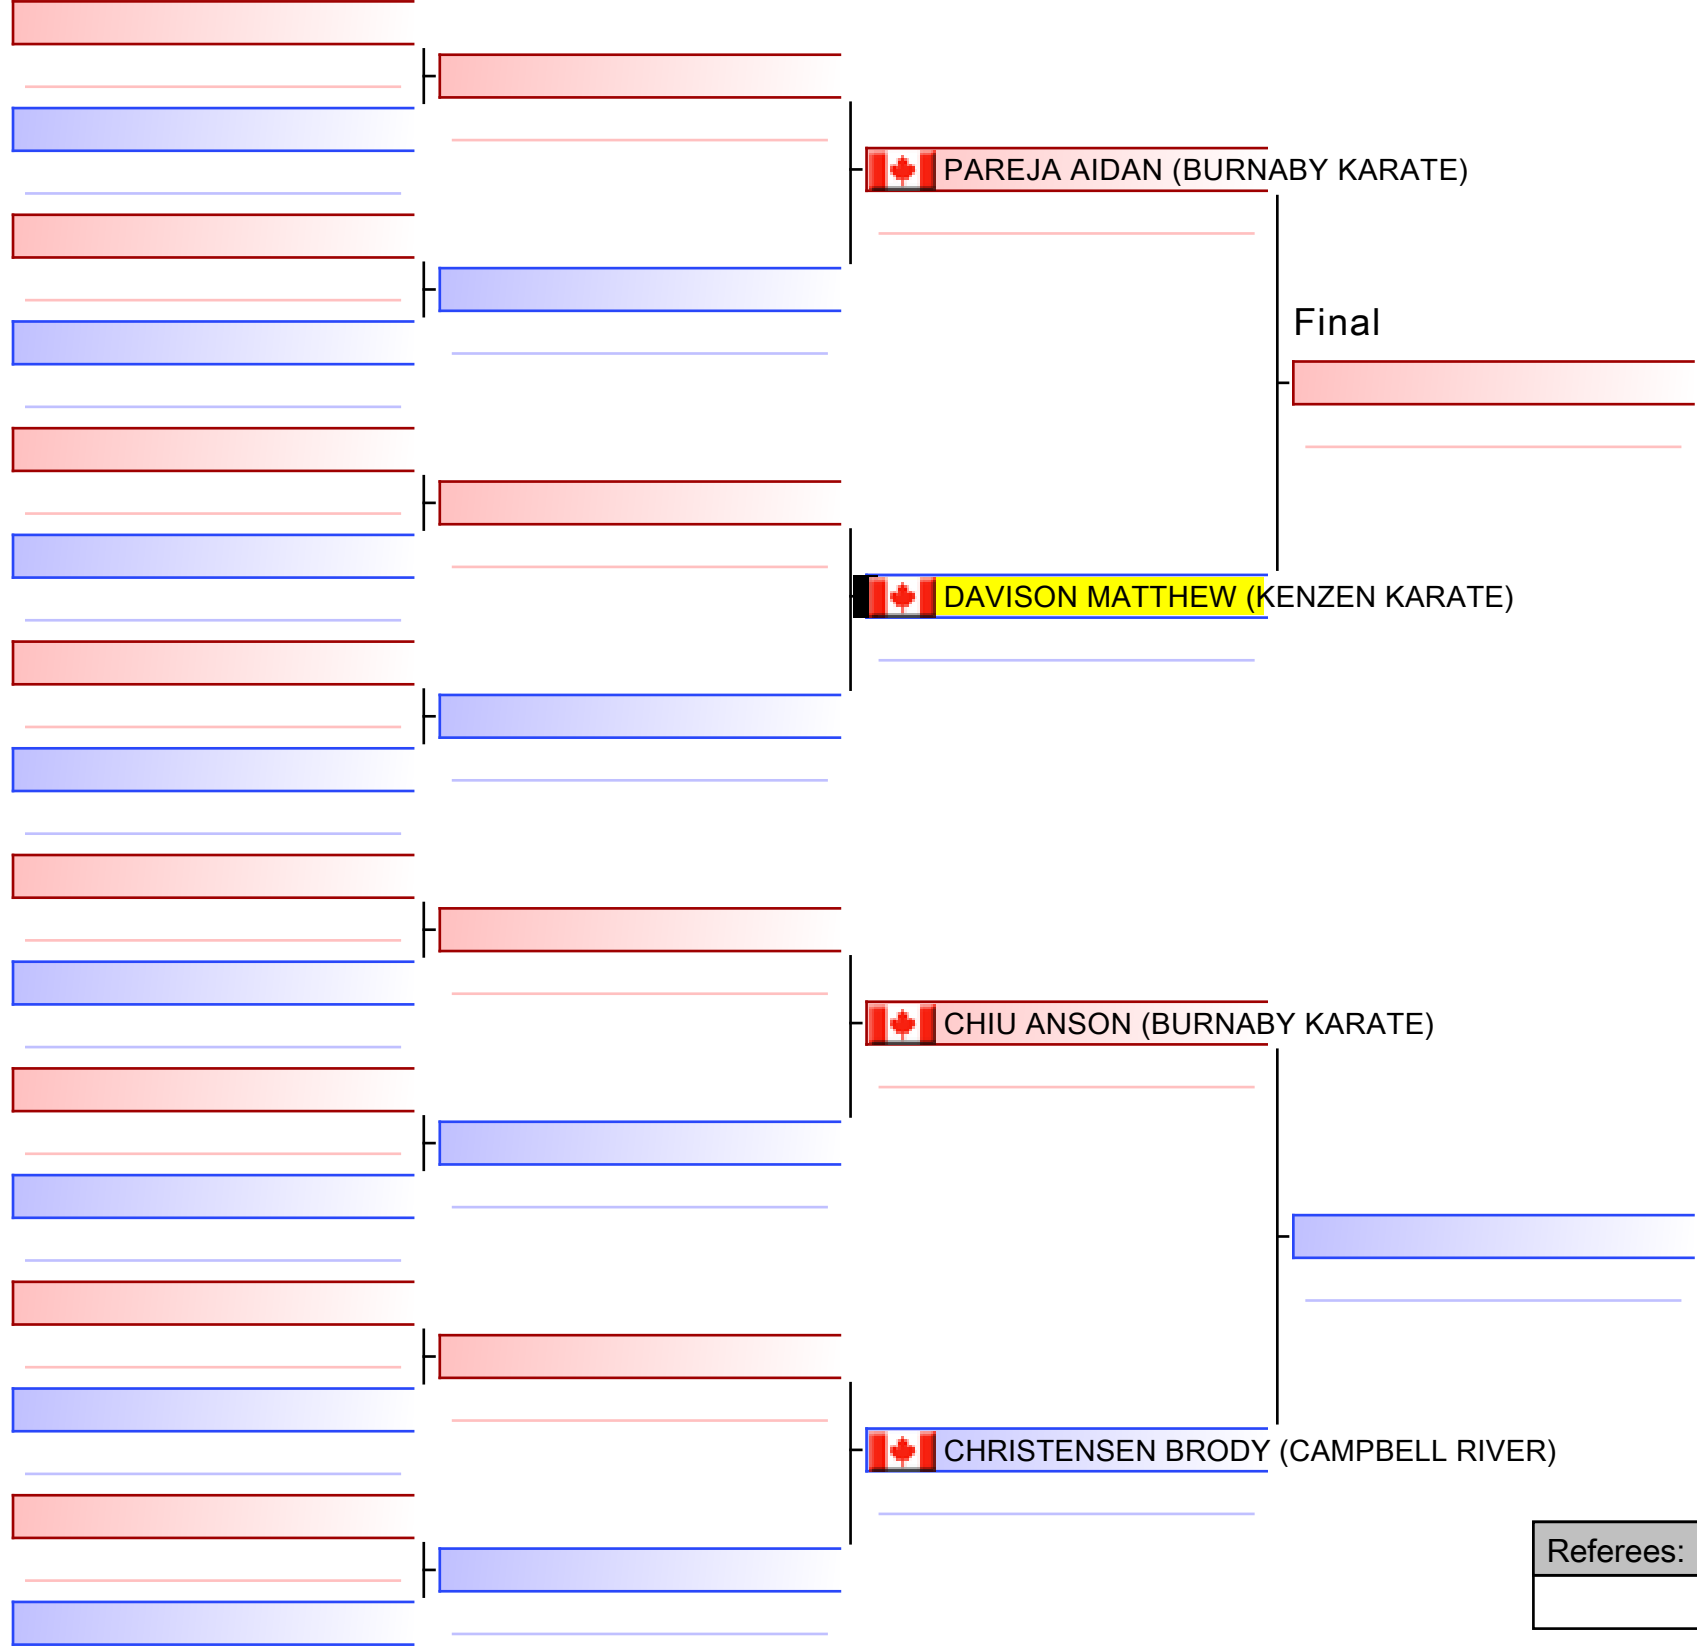 PAREJA AIDAN (BURNABY KARATE)
Final
DAVISON MATTHEW (KENZEN KARATE)
CHIU ANSON (BURNABY KARATE)
CHRISTENSEN BRODY (CAMPBELL RIVER)
Referees: